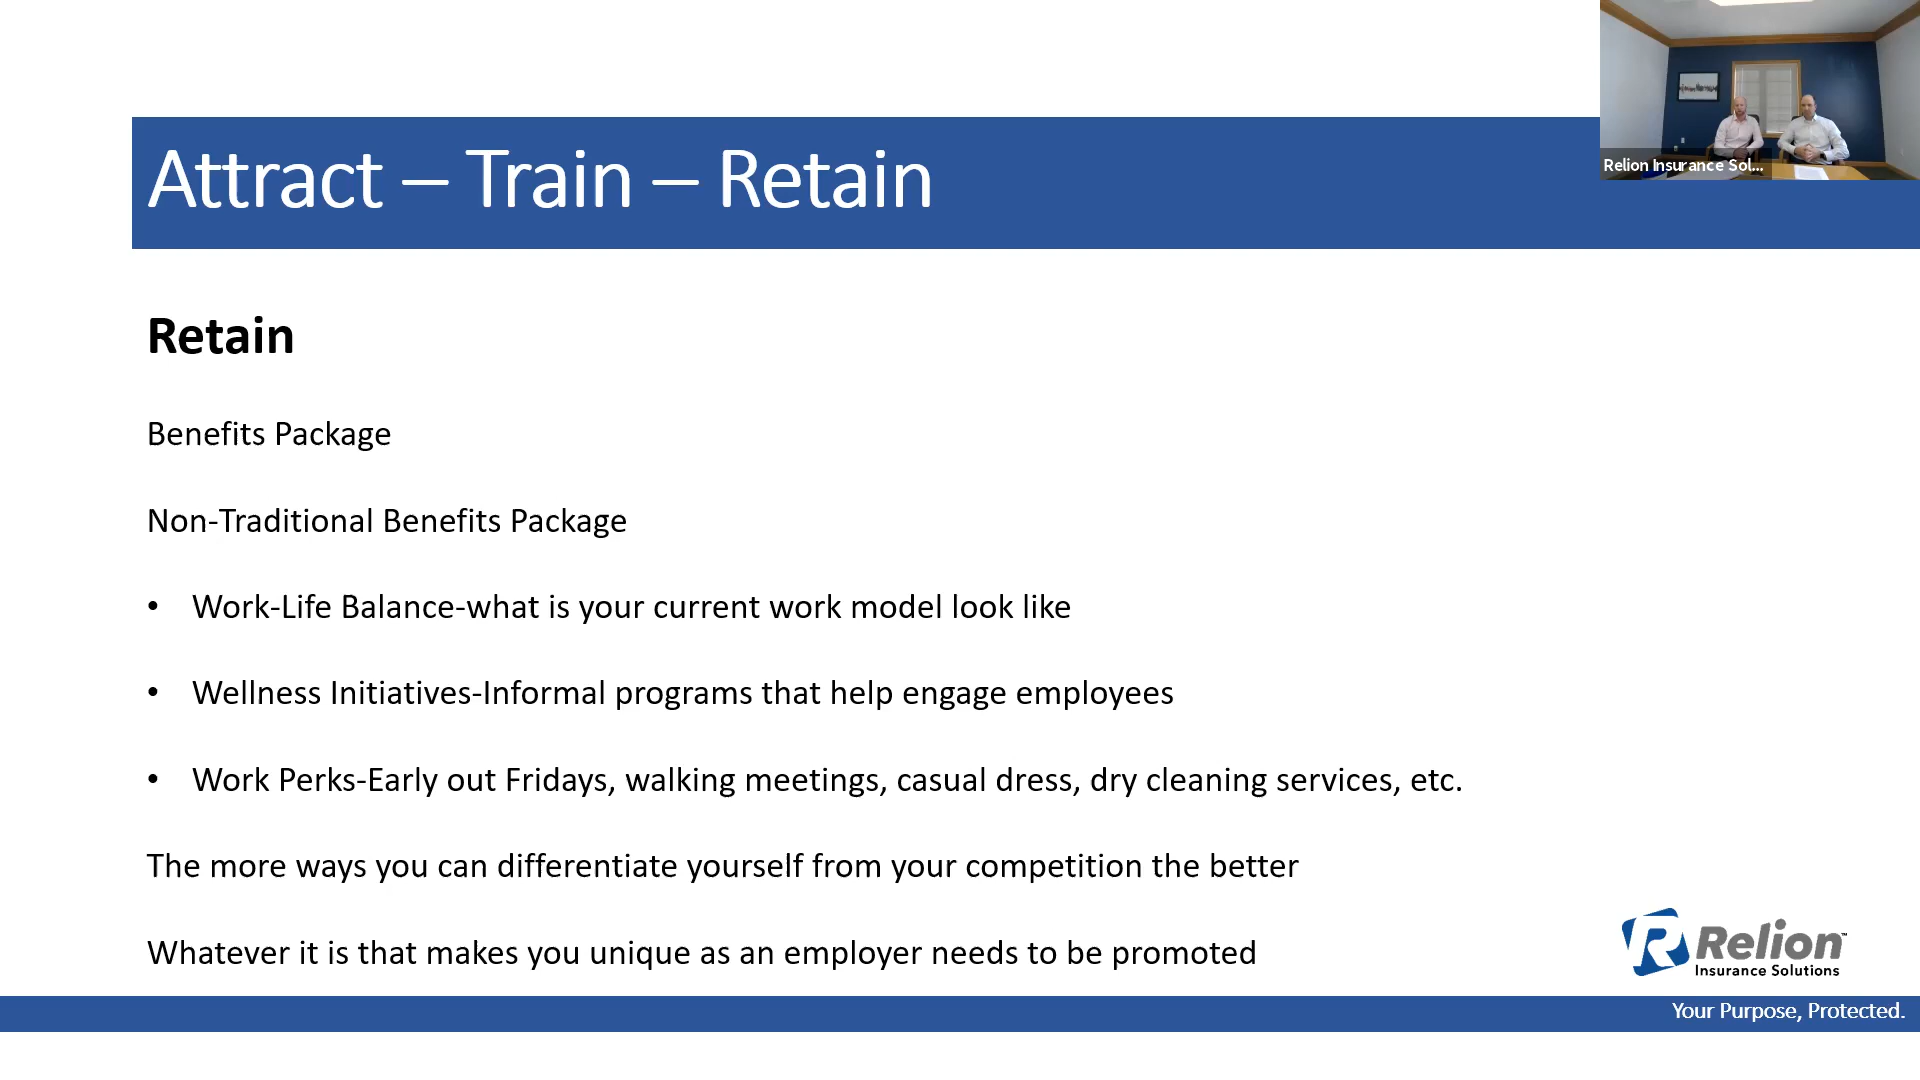 Attract – Train – Retain
Relion Insurance Sol...
Retain
Benefits Package
Non-Traditional Benefits Package
• Work-Life Balance-what is your current work model look like
• Wellness Initiatives-Informal programs that help engage employees
• Work Perks-Early out Fridays, walking meetings, casual dress, dry cleaning services, etc.
The more ways you can differentiate yourself from your competition the better
Whatever it is that makes you unique as an employer needs to be promoted
Relion™
Insurance Solutions
Your Purpose, Protected.